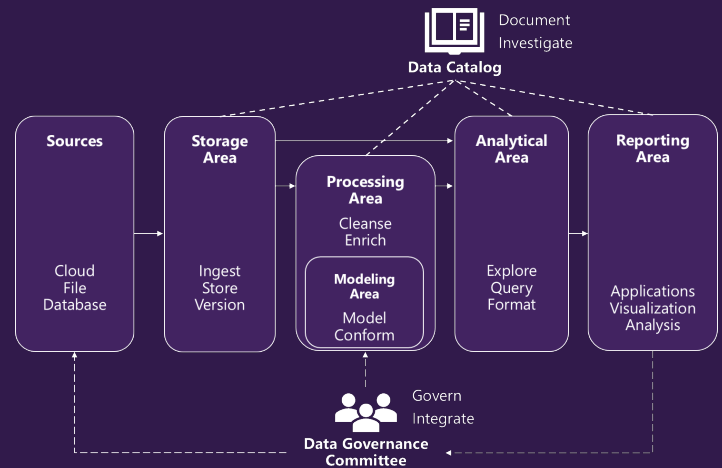 Document
Investigate
Data Catalog
Sources
Cloud
File
Database
Storage
Area
Ingest
Store
Version
Processing
Area
Cleanse
Enrich
Modeling
Area
Model
Conform
Analytical
Area
Explore
Query
Format
Reporting
Area
Applications
Visualization
Analysis
Govern
Integrate
Data Governance
Committee